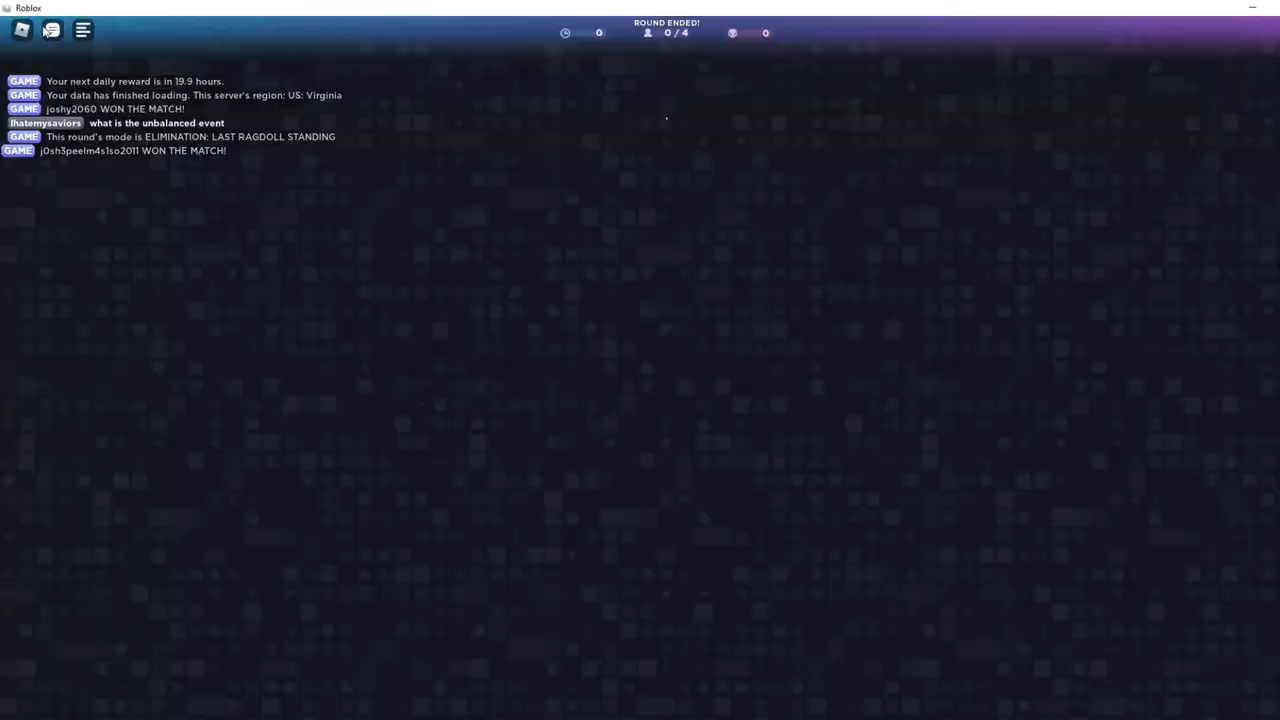 Roblox
ROUND ENDED!
0 0 / 4 0
GAME Your next daily reward is in 19.9 hours.
GAME Your data has finished loading. This server's region: US: Virginia
GAME joshy2060 WON THE MATCH!
Ihatemysaviors what is the unbalanced event
GAME This round's mode is ELIMINATION: LAST RAGDOLL STANDING
GAME j0sh3peelm4s1so2011 WON THE MATCH!